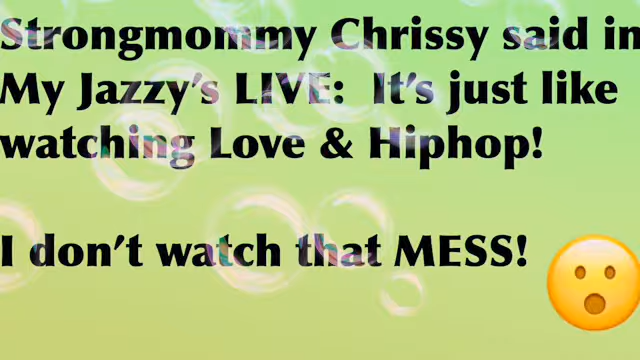 Strongmommy Chrissy said in
My Jazzy’s LIVE:  It’s just like
watching Love & Hiphop!
I don’t watch that MESS!